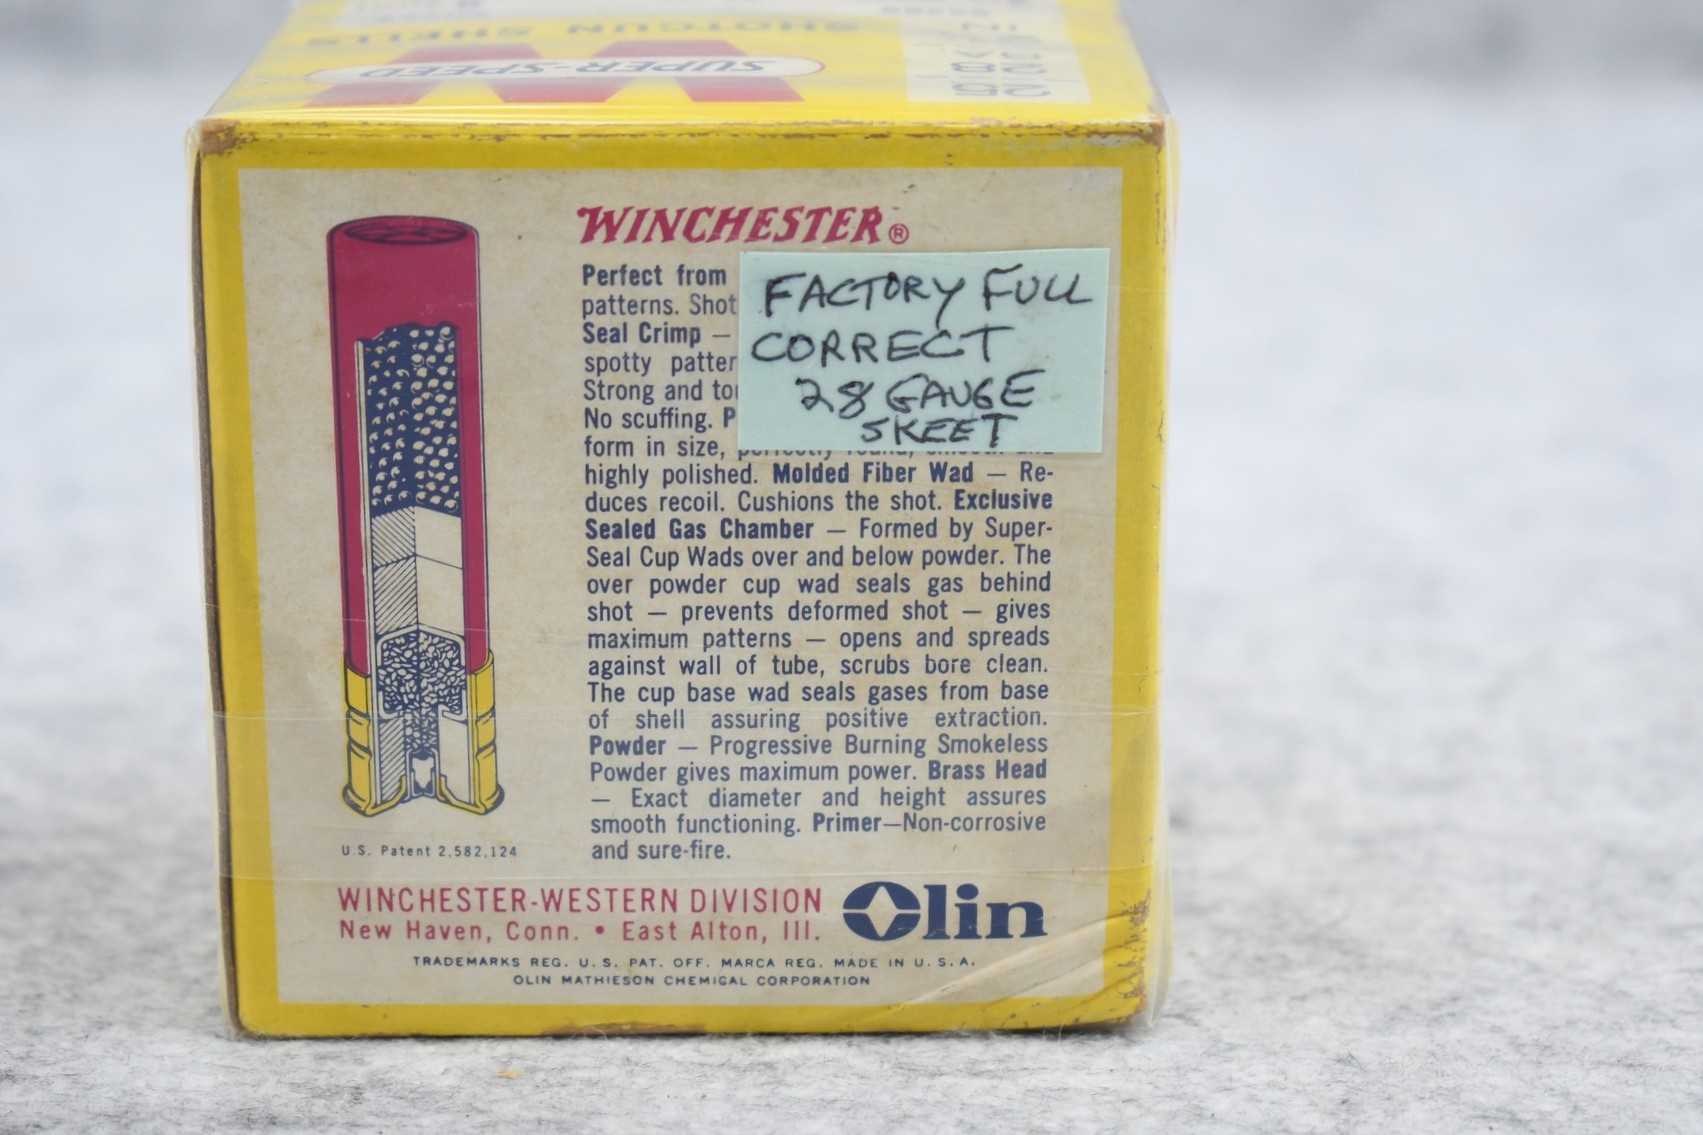 SHOTGUN SHELLS
SUPER-SPEED
WINCHESTER®
Perfect from
patterns. Shot
Seal Crimp —
spotty patter
Strong and tou
No scuffing. P
form in size, perfectly round, smooth and
highly polished. Molded Fiber Wad — Re-
duces recoil. Cushions the shot. Exclusive
Sealed Gas Chamber — Formed by Super-
Seal Cup Wads over and below powder. The
over powder cup wad seals gas behind
shot — prevents deformed shot — gives
maximum patterns — opens and spreads
against wall of tube, scrubs bore clean.
The cup base wad seals gases from base
of shell assuring positive extraction.
Powder — Progressive Burning Smokeless
Powder gives maximum power. Brass Head
— Exact diameter and height assures
smooth functioning. Primer—Non-corrosive
and sure-fire.
FACTORY FULL
CORRECT
28 GAUGE
SKEET
U.S. Patent 2,582,124
WINCHESTER-WESTERN DIVISION
New Haven, Conn. • East Alton, Ill.
Olin
TRADEMARKS REG. U. S. PAT. OFF. MARCA REG. MADE IN U. S. A.
OLIN MATHIESON CHEMICAL CORPORATION